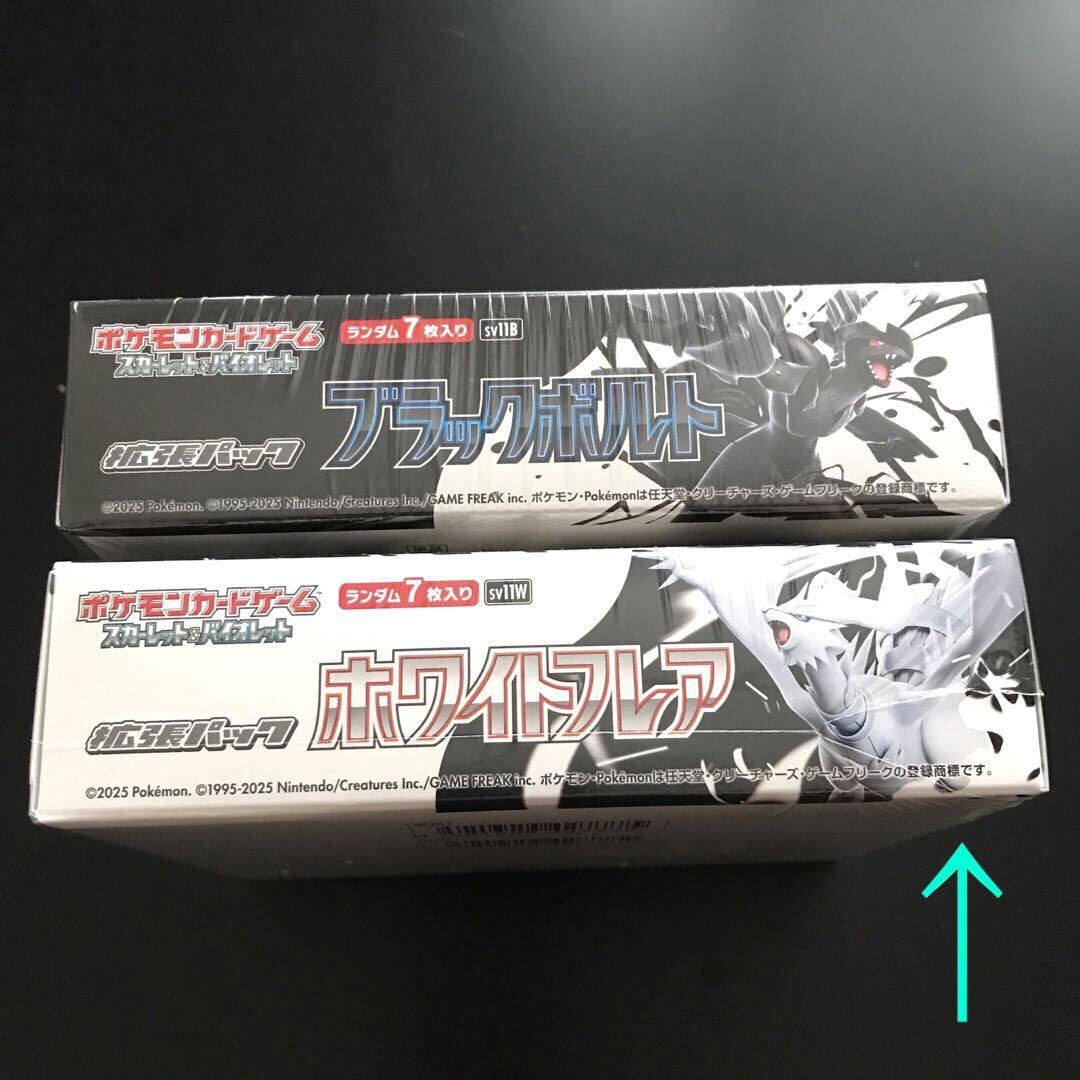 ポケモンカードゲーム
スカーレット&バイオレット
ランダム7枚入り
SV11B
ブラックボルト
拡張パック
©2025 Pokémon. ©1995-2025 Nintendo/Creatures Inc./GAME FREAK inc. ポケモン・Pokémonは任天堂・クリーチャーズ・ゲームフリークの登録商標です。
ポケモンカードゲーム
スカーレット&バイオレット
ランダム7枚入り
SV11W
ホワイトフレア
拡張パック
©2025 Pokémon. ©1995-2025 Nintendo/Creatures Inc./GAME FREAK inc. ポケモン・Pokémonは任天堂・クリーチャーズ・ゲームフリークの登録商標です。